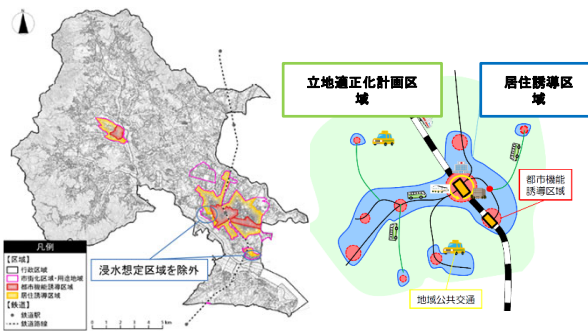 N
浸水想定区域を除外
凡例
【区域】
行政区域
市街化区域・用途地域
都市機能誘導区域
居住誘導区域
【鉄道】
鉄道駅
鉄道路線
立地適正化計画区
域
居住誘導区
域
都市機能
誘導区域
地域公共交通